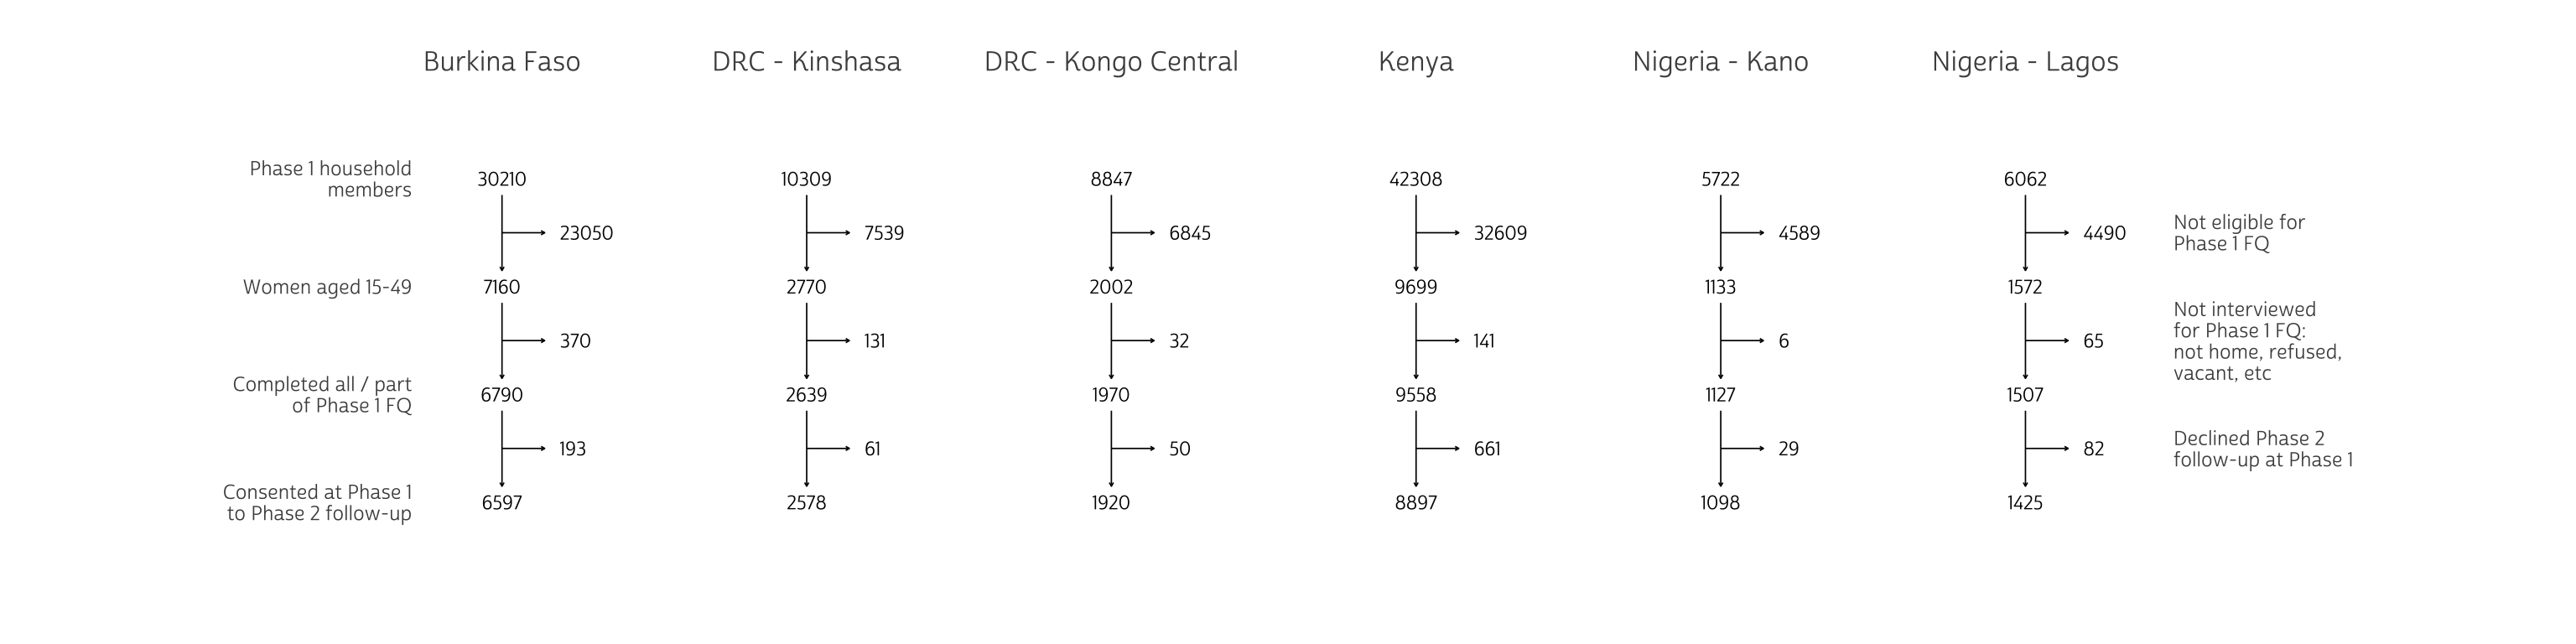 Burkina Faso
DRC - Kinshasa
DRC - Kongo Central
Kenya
Nigeria - Kano
Nigeria - Lagos
Phase 1 household
members
30210
10309
8847
42308
5722
6062
23050
7539
6845
32609
4589
4490
Not eligible for
Phase 1 FQ
Women aged 15-49
7160
2770
2002
9699
1133
1572
370
131
32
141
6
65
Not interviewed
for Phase 1 FQ:
not home, refused,
vacant, etc
Completed all / part
of Phase 1 FQ
6790
2639
1970
9558
1127
1507
193
61
50
661
29
82
Declined Phase 2
follow-up at Phase 1
Consented at Phase 1
to Phase 2 follow-up
6597
2578
1920
8897
1098
1425